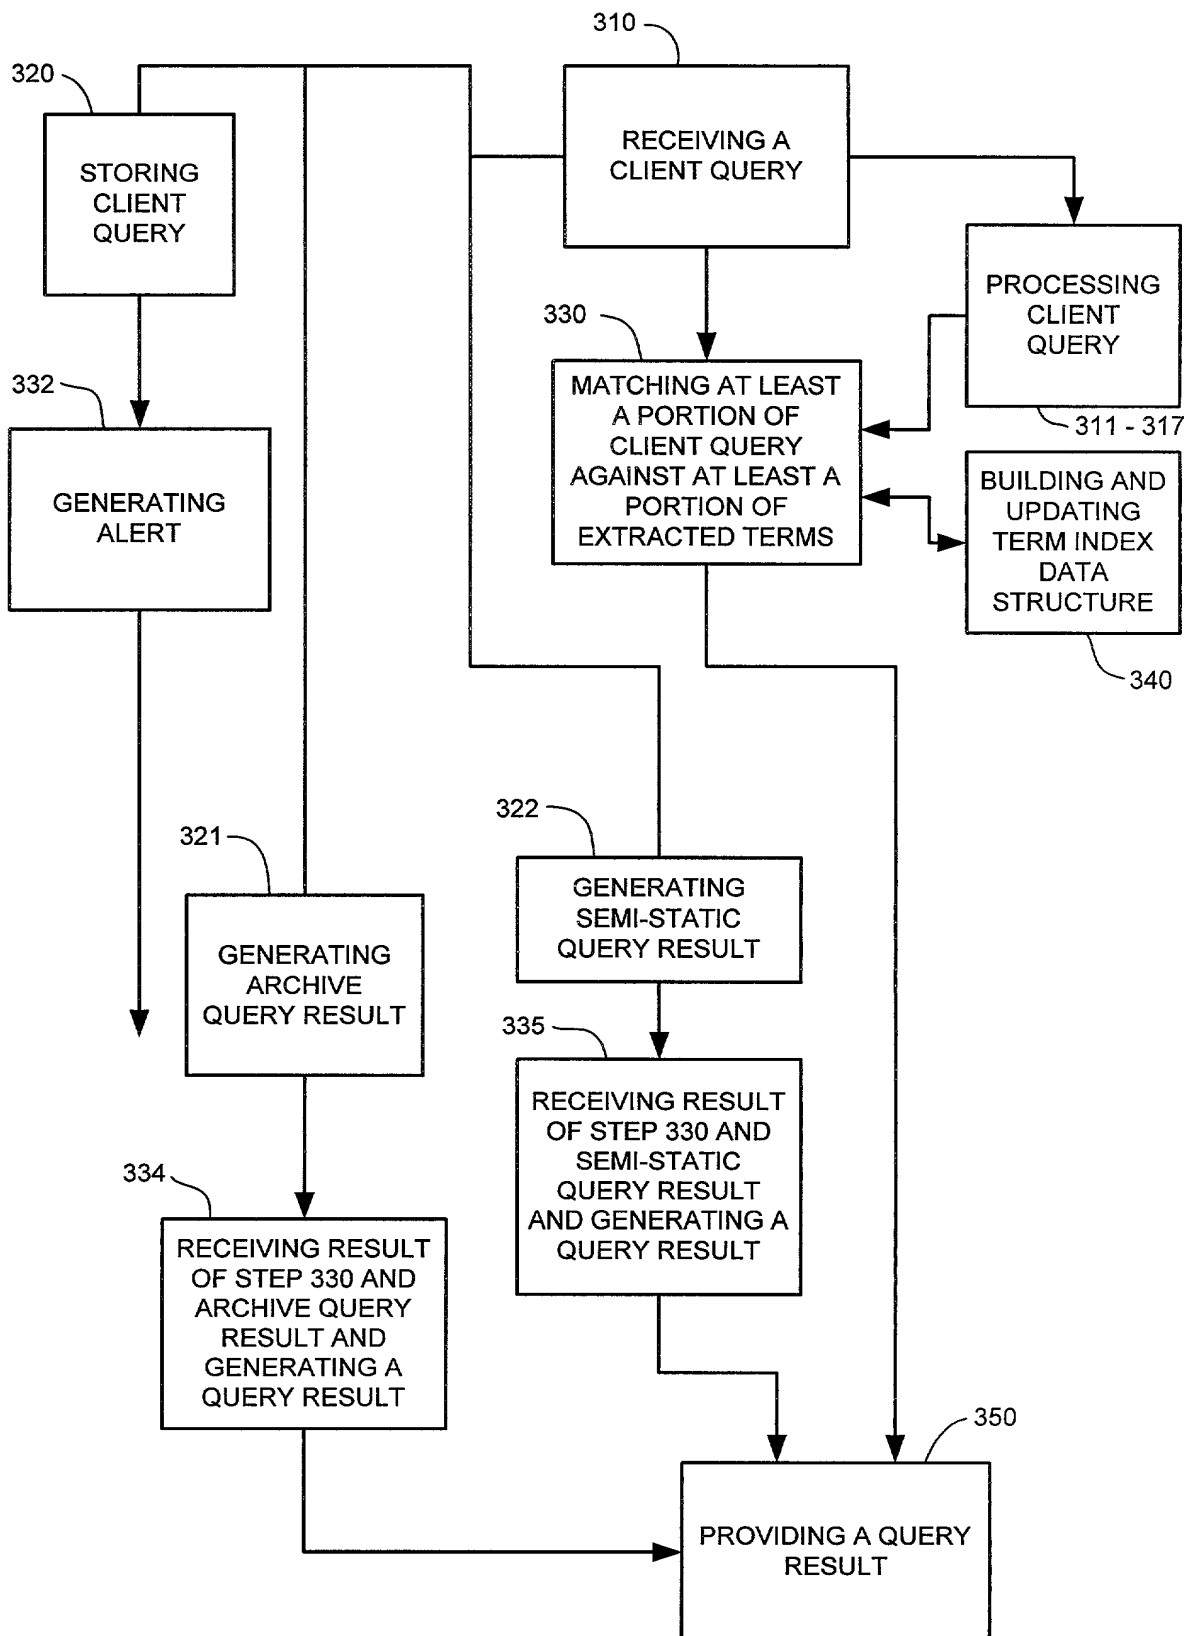 310
RECEIVING A
CLIENT QUERY
320
STORING
CLIENT
QUERY
PROCESSING
CLIENT
QUERY
311 - 317
330
MATCHING AT LEAST
A PORTION OF
CLIENT QUERY
AGAINST AT LEAST A
PORTION OF
EXTRACTED TERMS
332
GENERATING
ALERT
BUILDING AND
UPDATING
TERM INDEX
DATA
STRUCTURE
340
322
GENERATING
SEMI-STATIC
QUERY RESULT
321
GENERATING
ARCHIVE
QUERY RESULT
335
RECEIVING RESULT
OF STEP 330 AND
SEMI-STATIC
QUERY RESULT
AND GENERATING A
QUERY RESULT
334
RECEIVING RESULT
OF STEP 330 AND
ARCHIVE QUERY
RESULT AND
GENERATING A
QUERY RESULT
350
PROVIDING A QUERY
RESULT